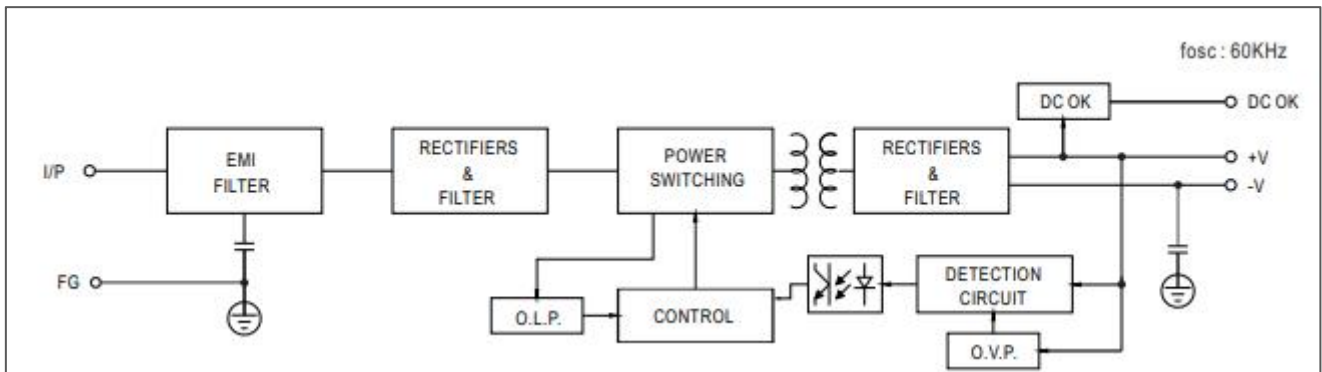 fosc : 60KHz
DC OK
DC OK
I/P
EMI
FILTER
RECTIFIERS
&
FILTER
POWER
SWITCHING
RECTIFIERS
&
FILTER
+V
-V
FG
O.L.P.
CONTROL
DETECTION
CIRCUIT
O.V.P.